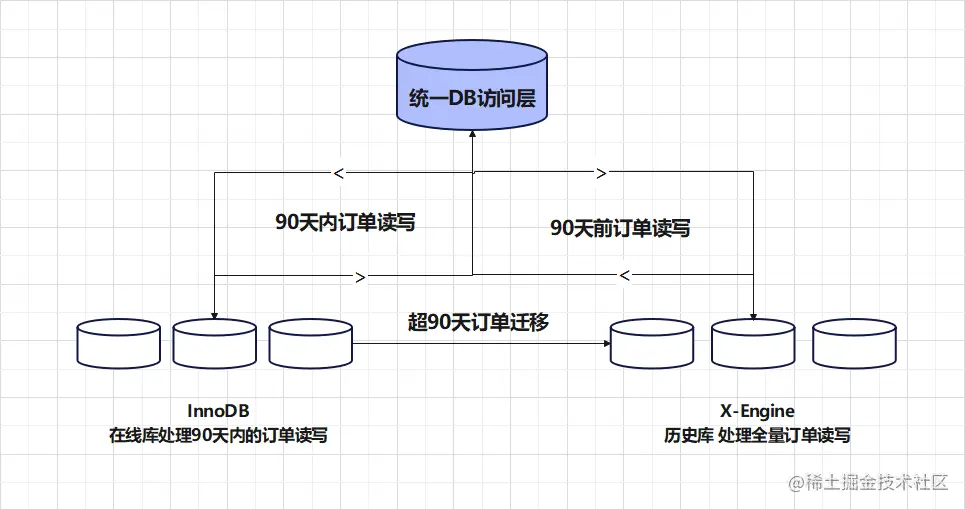 统一DB访问层
<
>
90天内订单读写
90天前订单读写
>
<
超90天订单迁移
InnoDB
在线库处理90天内的订单读写
X-Engine
历史库 处理全量订单读写
@稀土掘金技术社区